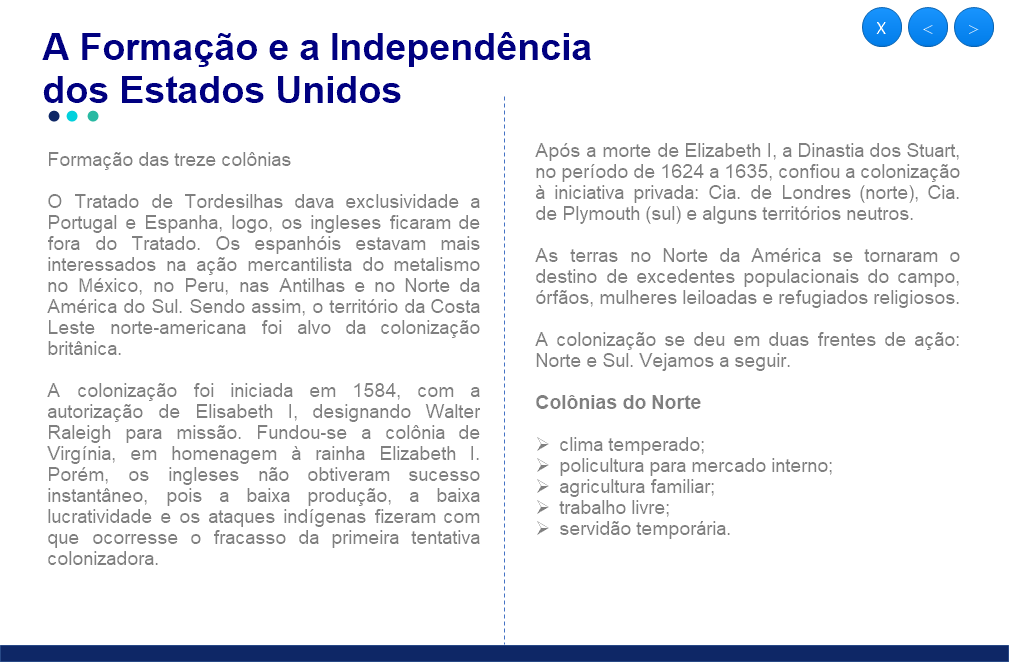 X < >
A Formação e a Independência
dos Estados Unidos
Formação das treze colônias
O Tratado de Tordesilhas dava exclusividade a
Portugal e Espanha, logo, os ingleses ficaram de
fora do Tratado. Os espanhóis estavam mais
interessados na ação mercantilista do metalismo
no México, no Peru, nas Antilhas e no Norte da
América do Sul. Sendo assim, o território da Costa
Leste norte-americana foi alvo da colonização
britânica.
A colonização foi iniciada em 1584, com a
autorização de Elisabeth I, designando Walter
Raleigh para missão. Fundou-se a colônia de
Virgínia, em homenagem à rainha Elizabeth I.
Porém, os ingleses não obtiveram sucesso
instantâneo, pois a baixa produção, a baixa
lucratividade e os ataques indígenas fizeram com
que ocorresse o fracasso da primeira tentativa
colonizadora.
Após a morte de Elizabeth I, a Dinastia dos Stuart,
no período de 1624 a 1635, confiou a colonização
à iniciativa privada: Cia. de Londres (norte), Cia.
de Plymouth (sul) e alguns territórios neutros.
As terras no Norte da América se tornaram o
destino de excedentes populacionais do campo,
órfãos, mulheres leiloadas e refugiados religiosos.
A colonização se deu em duas frentes de ação:
Norte e Sul. Vejamos a seguir.
Colônias do Norte
➢ clima temperado;
➢ policultura para mercado interno;
➢ agricultura familiar;
➢ trabalho livre;
➢ servidão temporária.